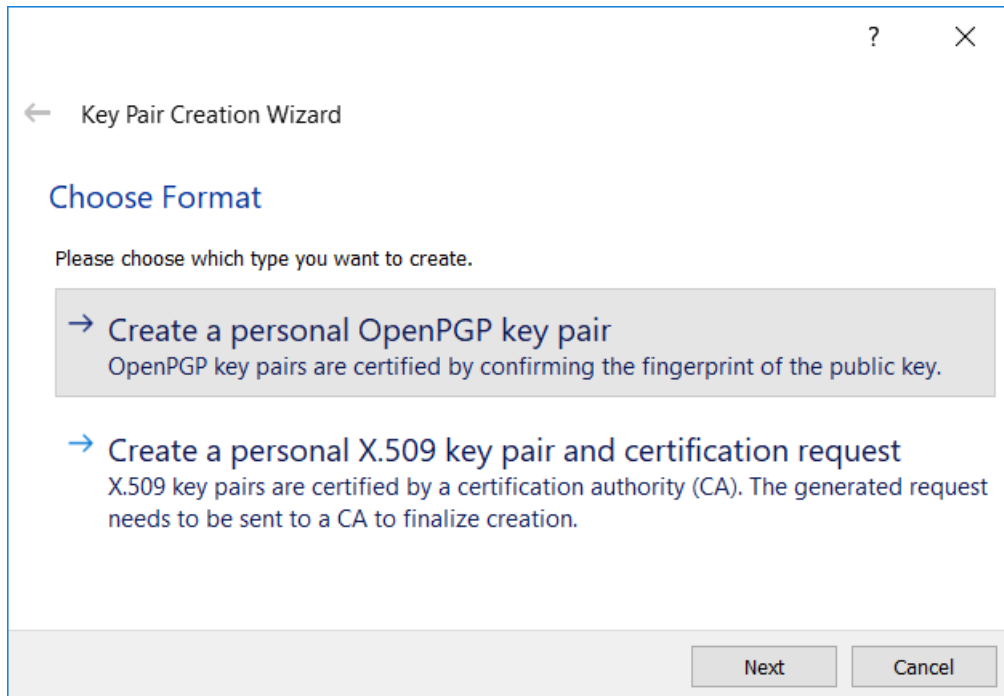 ?
Key Pair Creation Wizard
Choose Format
Please choose which type you want to create.
Create a personal OpenPGP key pair
OpenPGP key pairs are certified by confirming the fingerprint of the public key.
Create a personal X.509 key pair and certification request
X.509 key pairs are certified by a certification authority (CA). The generated request
needs to be sent to a CA to finalize creation.
Next
Cancel